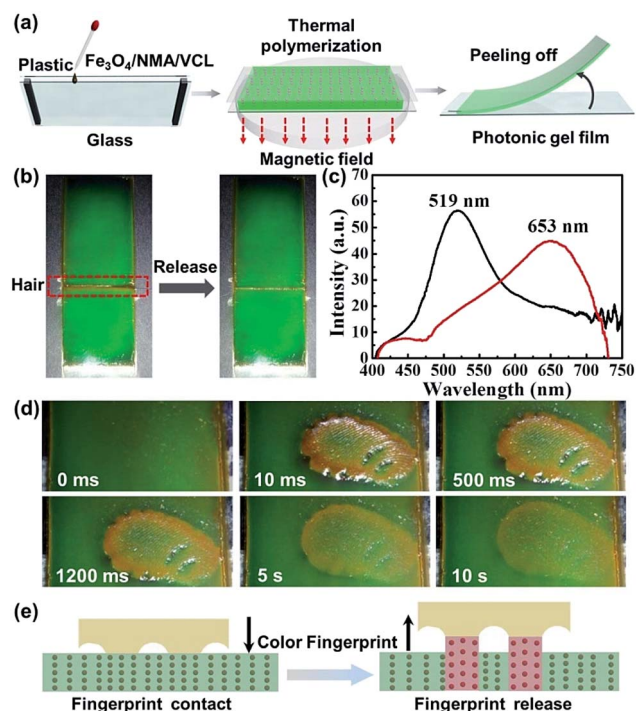 (a)
Plastic
Fe₃O₄/NMA/VCL
Glass
Thermal
polymerization
Magnetic field
Peeling off
Photonic gel film
(b)
Hair
Release
(c)
519 nm
653 nm
Intensity (a.u.)
70
60
50
40
30
20
10
0
400 450 500 550 600 650 700 750
Wavelength (nm)
(d)
0 ms
10 ms
500 ms
1200 ms
5 s
10 s
(e)
Color Fingerprint
Fingerprint contact
Fingerprint release